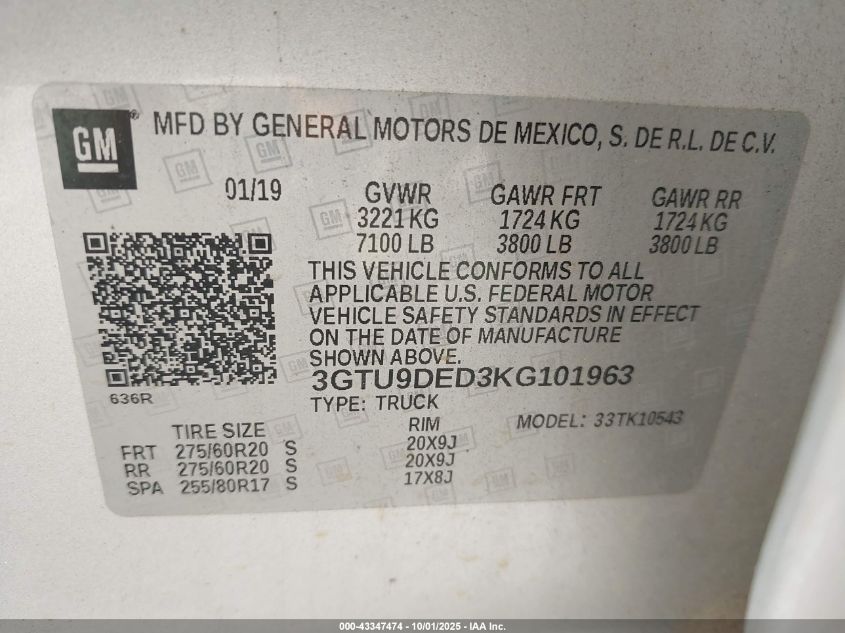 GM
®
MFD BY GENERAL MOTORS DE MEXICO, S. DE R.L. DE C.V.
01/19 GVWR GAWR FRT GAWR RR
3221 KG 1724 KG 1724 KG
7100 LB 3800 LB 3800 LB
THIS VEHICLE CONFORMS TO ALL
APPLICABLE U.S. FEDERAL MOTOR
VEHICLE SAFETY STANDARDS IN EFFECT
ON THE DATE OF MANUFACTURE
SHOWN ABOVE.
3GTU9DED3KG101963
636R
TYPE: TRUCK
TIRE SIZE RIM MODEL: 33TK10543
FRT 275/60R20 S 20X9J
RR 275/60R20 S 20X9J
SPA 255/80R17 S 17X8J
000-43347474 - 10/01/2025 - IAA Inc.